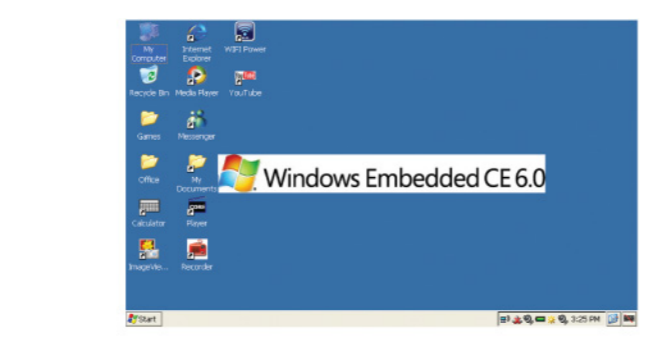 My Computer
Internet Explorer
WIFI Power
Recycle Bin
Media Player
YouTube
Games
Messenger
Office
My Documents
Windows Embedded CE 6.0
Calculator
Player
ImageVie...
Recorder
Start
3:25 PM